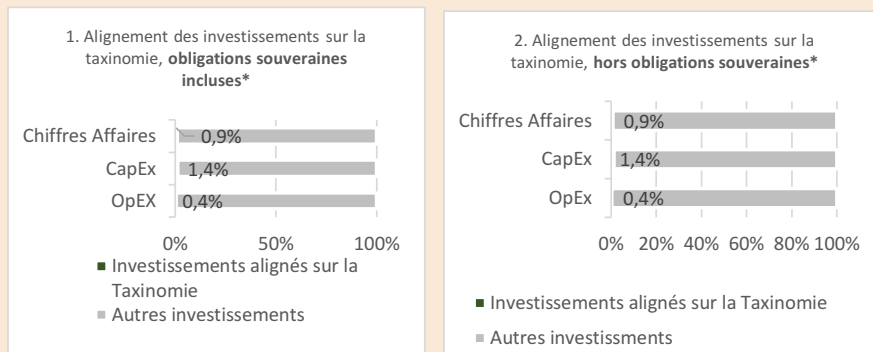 1. Alignement des investissements sur la
taxinomie, obligations souveraines
incluses*
Chiffres Affaires
0,9%
CapEx
1,4%
OpEX
0,4%
0%
50%
100%
■ Investissements alignés sur la
Taxinomie
■ Autres investissements
2. Alignement des investissements sur la
taxinomie, hors obligations souveraines*
Chiffres Affaires
0,9%
CapEx
1,4%
OpEx
0,4%
0% 20% 40% 60% 80% 100%
■ Investissements alignés sur la Taxinomie
■ Autres investissments